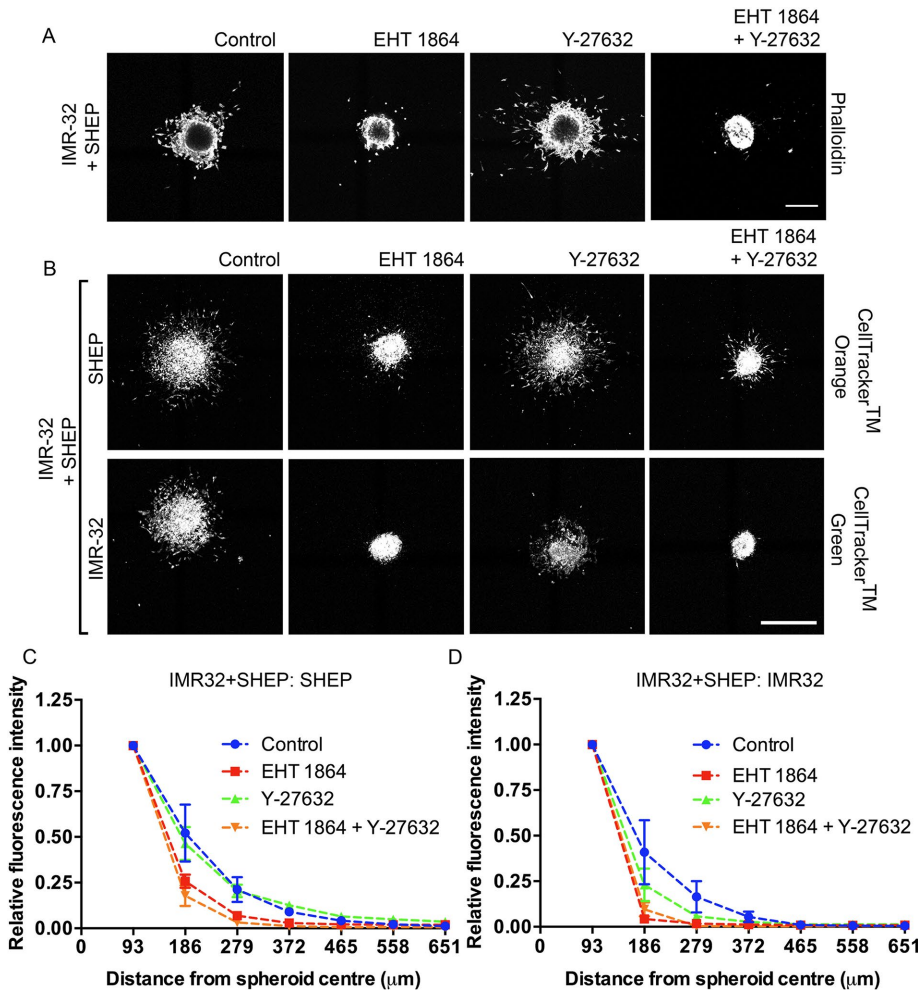 A
Control
EHT 1864
Y-27632
EHT 1864
+ Y-27632
IMR-32
+ SHEP
Phalloidin
B
Control
EHT 1864
Y-27632
EHT 1864
+ Y-27632
IMR-32
+ SHEP
SHEP
CellTracker™
Orange
IMR-32
CellTracker™
Green
C
IMR32+SHEP: SHEP
Relative fluorescence intensity
1.25
1.00
0.75
0.50
0.25
0.00
Control
EHT 1864
Y-27632
EHT 1864 + Y-27632
0 93 186 279 372 465 558 651
Distance from spheroid centre (µm)
D
IMR32+SHEP: IMR32
Relative fluorescence intensity
1.25
1.00
0.75
0.50
0.25
0.00
Control
EHT 1864
Y-27632
EHT 1864 + Y-27632
0 93 186 279 372 465 558 651
Distance from spheroid centre (µm)